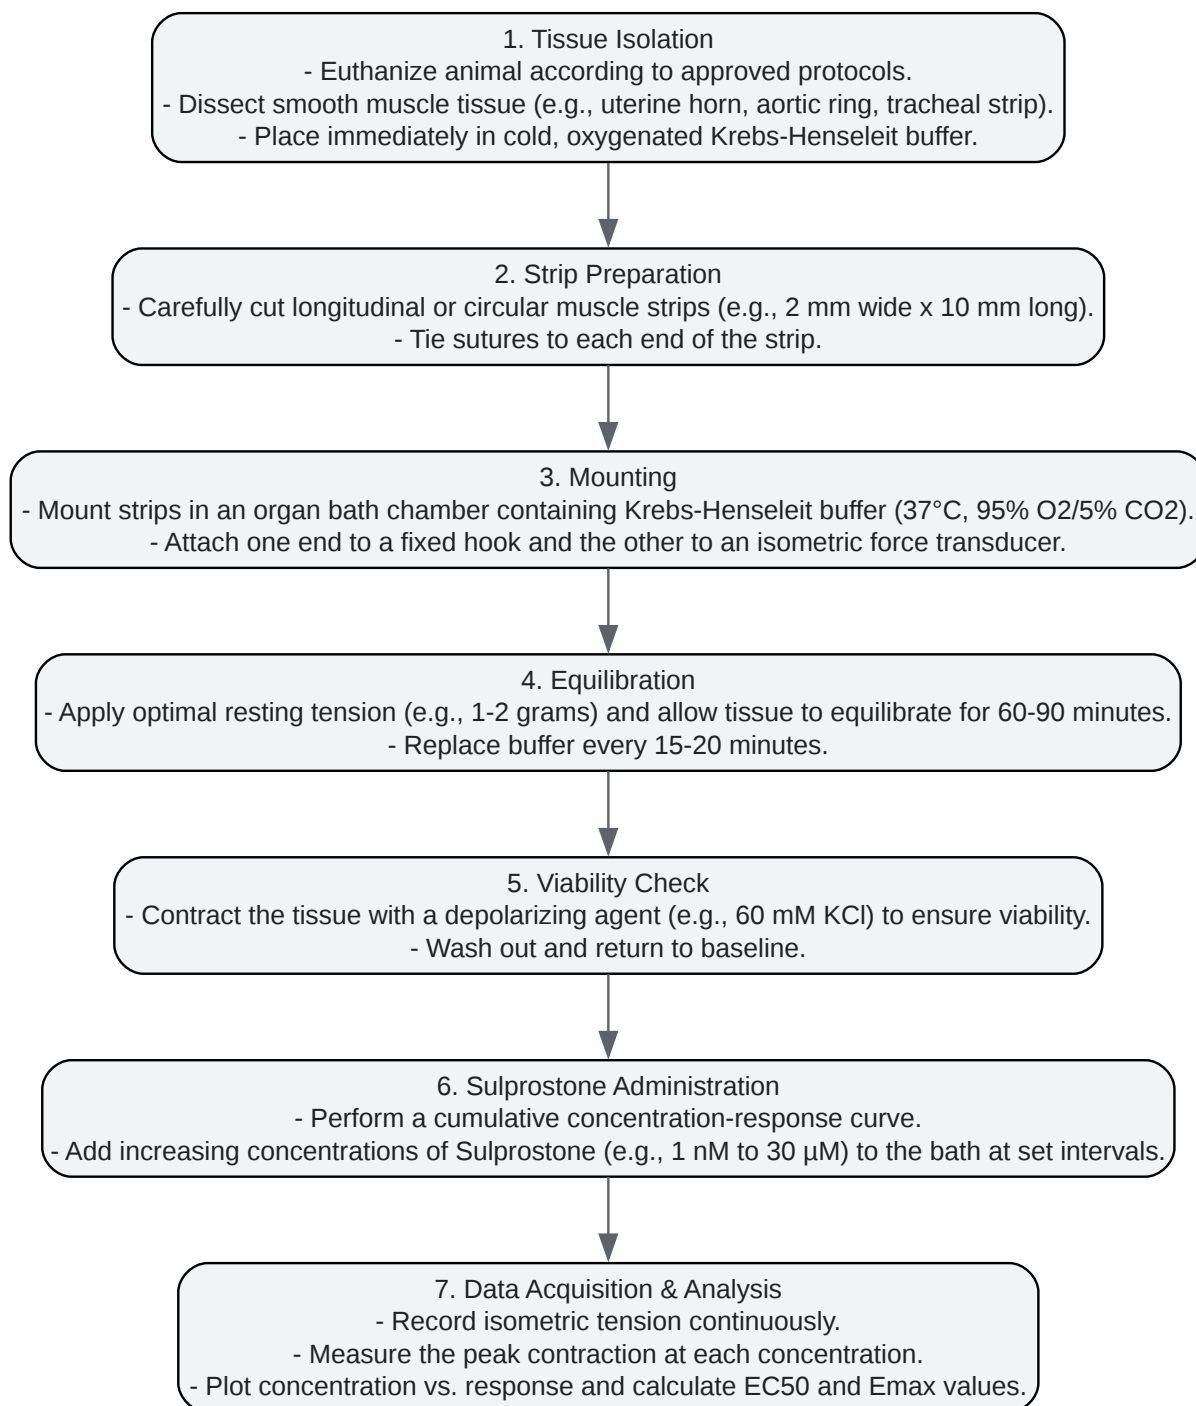 1. Tissue Isolation
- Euthanize animal according to approved protocols.
- Dissect smooth muscle tissue (e.g., uterine horn, aortic ring, tracheal strip).
- Place immediately in cold, oxygenated Krebs-Henseleit buffer.
2. Strip Preparation
- Carefully cut longitudinal or circular muscle strips (e.g., 2 mm wide x 10 mm long).
- Tie sutures to each end of the strip.
3. Mounting
- Mount strips in an organ bath chamber containing Krebs-Henseleit buffer (37°C, 95% O2/5% CO2).
- Attach one end to a fixed hook and the other to an isometric force transducer.
4. Equilibration
- Apply optimal resting tension (e.g., 1-2 grams) and allow tissue to equilibrate for 60-90 minutes.
- Replace buffer every 15-20 minutes.
5. Viability Check
- Contract the tissue with a depolarizing agent (e.g., 60 mM KCl) to ensure viability.
- Wash out and return to baseline.
6. Sulprostone Administration
- Perform a cumulative concentration-response curve.
- Add increasing concentrations of Sulprostone (e.g., 1 nM to 30 µM) to the bath at set intervals.
7. Data Acquisition & Analysis
- Record isometric tension continuously.
- Measure the peak contraction at each concentration.
- Plot concentration vs. response and calculate EC50 and Emax values.